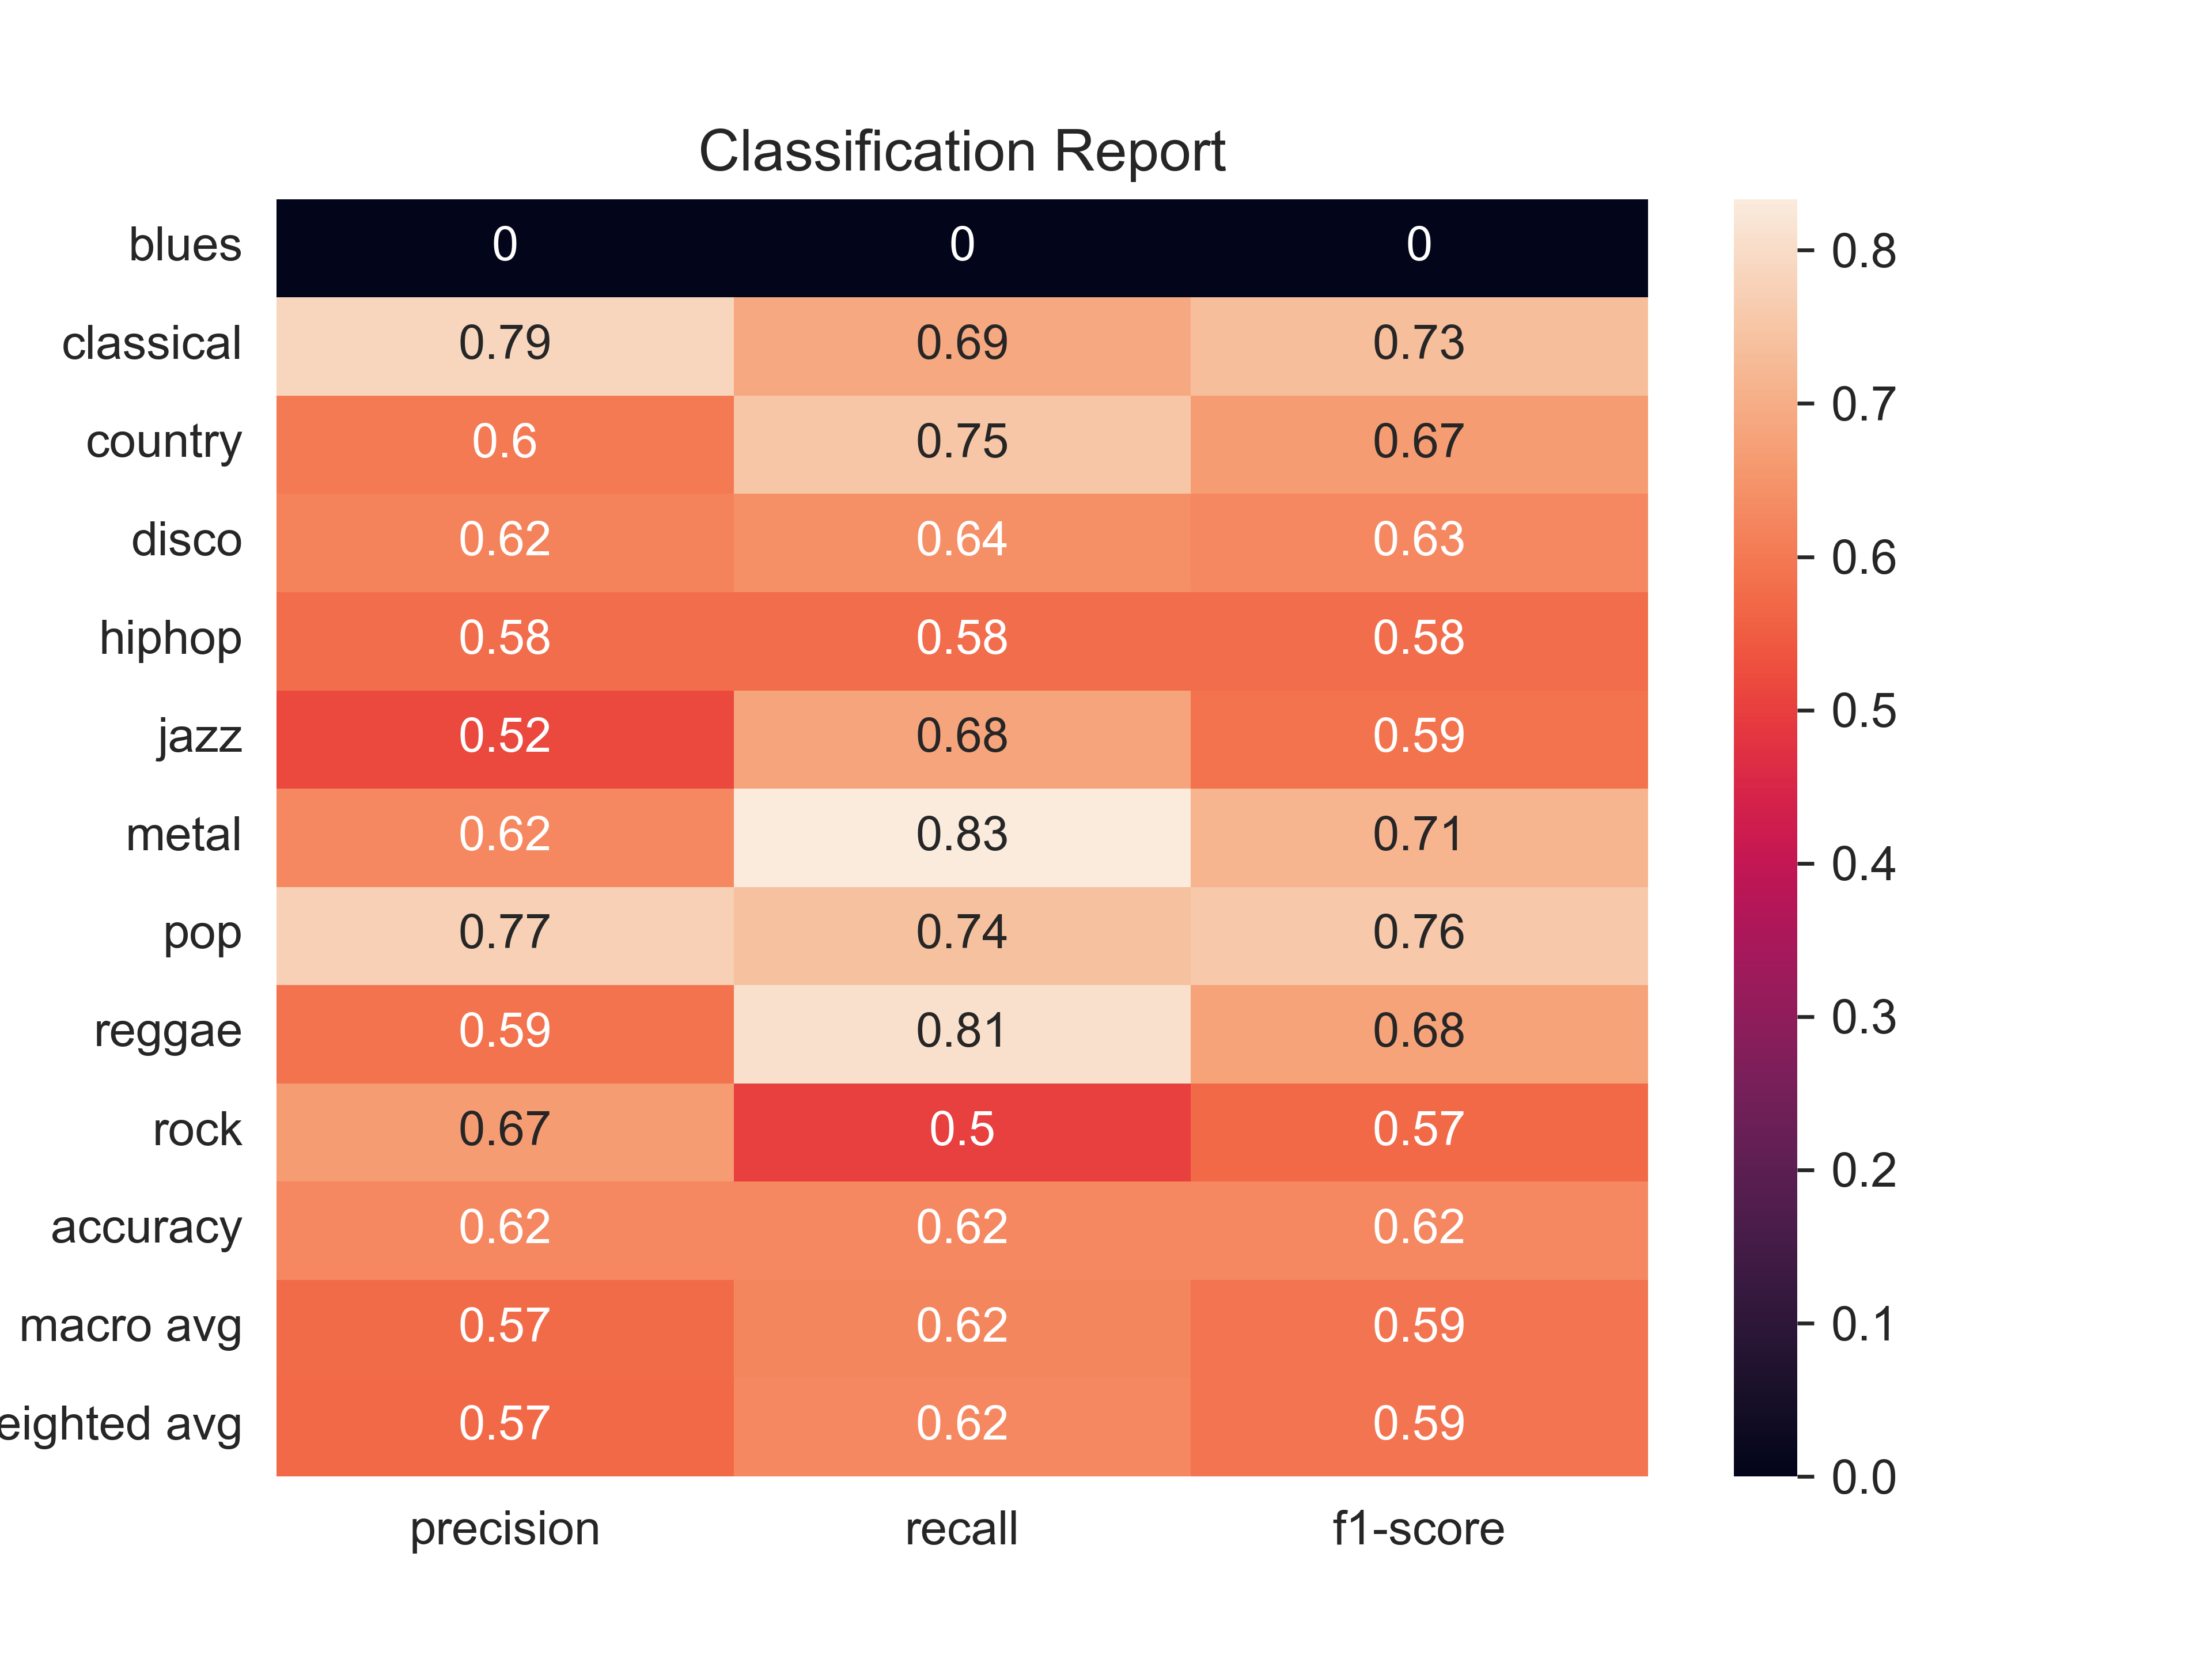 Classification Report
blues 0 0 0
classical 0.79 0.69 0.73
country 0.6 0.75 0.67
disco 0.62 0.64 0.63
hiphop 0.58 0.58 0.58
jazz 0.52 0.68 0.59
metal 0.62 0.83 0.71
pop 0.77 0.74 0.76
reggae 0.59 0.81 0.68
rock 0.67 0.5 0.57
accuracy 0.62 0.62 0.62
macro avg 0.57 0.62 0.59
eighted avg 0.57 0.62 0.59
precision recall f1-score
0.8
0.7
0.6
0.5
0.4
0.3
0.2
0.1
0.0